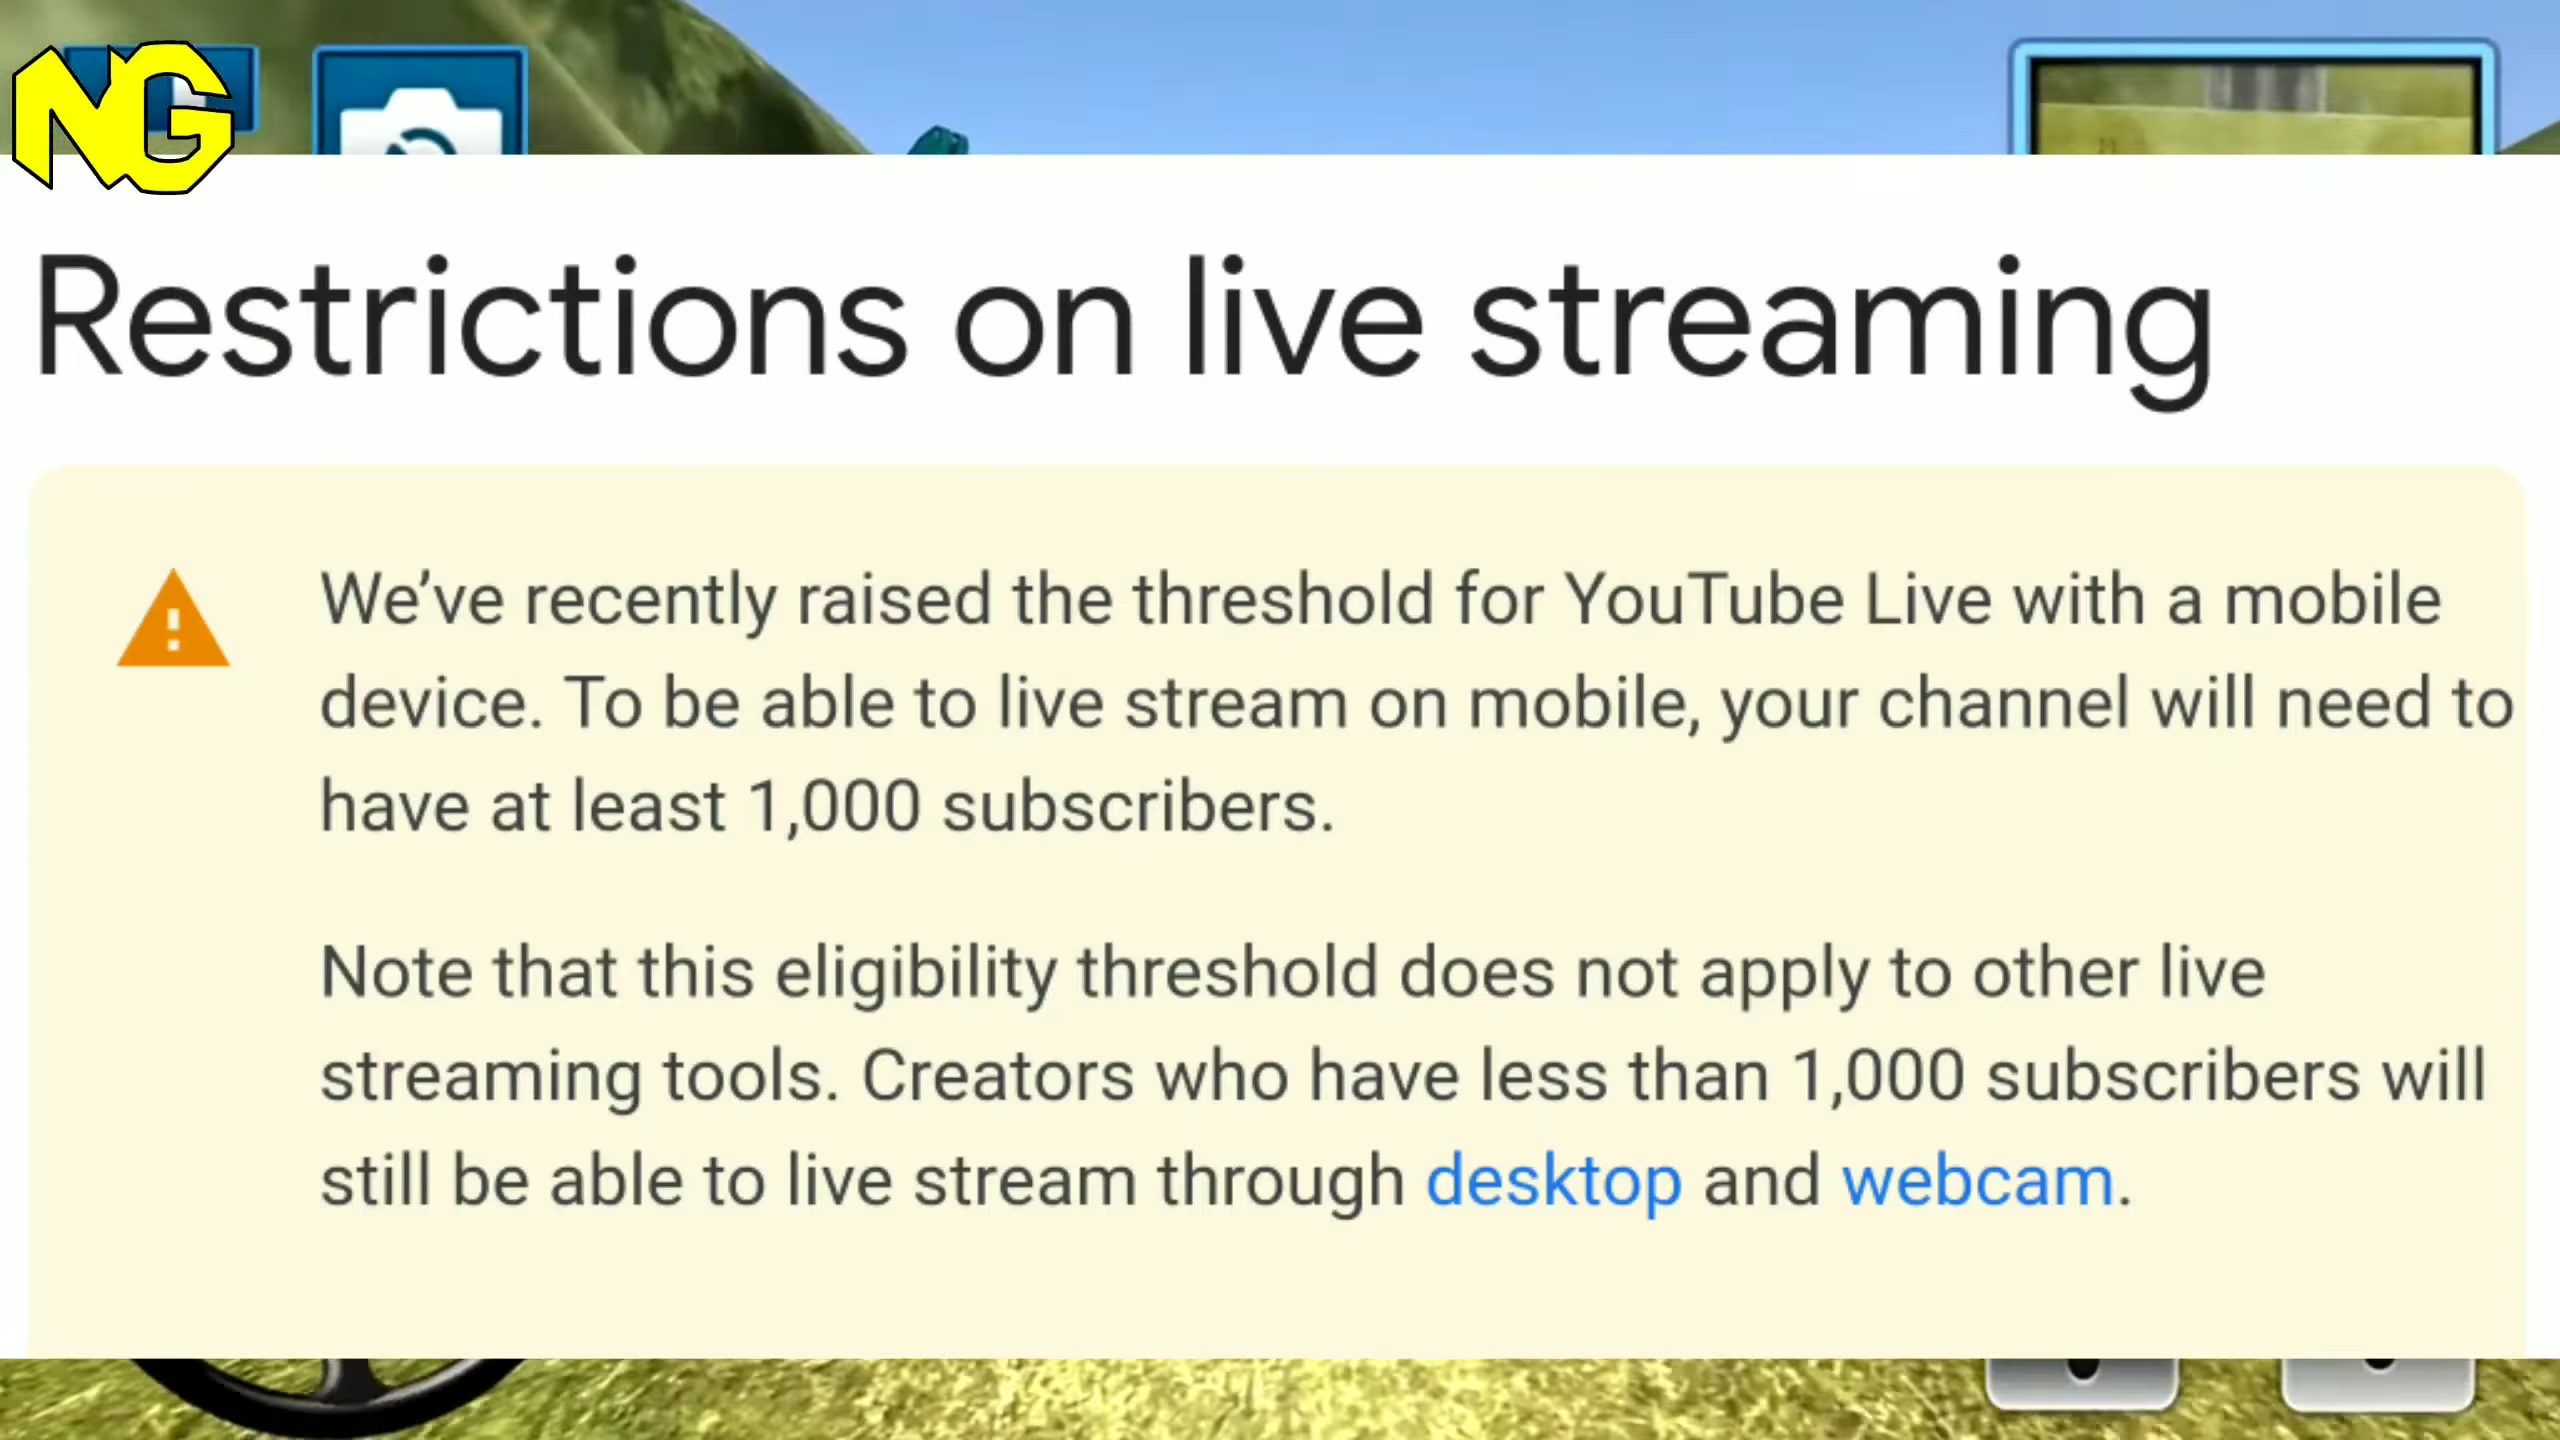 NG
Restrictions on live streaming
We’ve recently raised the threshold for YouTube Live with a mobile
device. To be able to live stream on mobile, your channel will need to
have at least 1,000 subscribers.
Note that this eligibility threshold does not apply to other live
streaming tools. Creators who have less than 1,000 subscribers will
still be able to live stream through desktop and webcam.